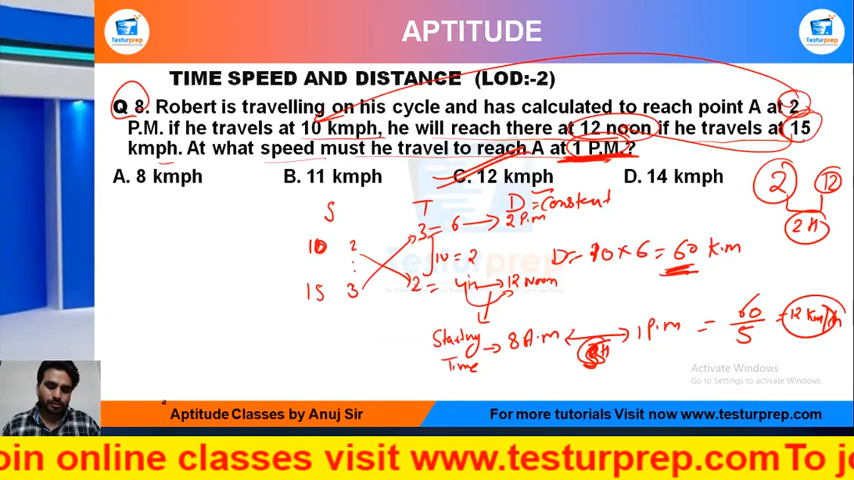 Testurprep
APTITUDE
Testurprep
TIME SPEED AND DISTANCE (LOD:-2)
Q 8. Robert is travelling on his cycle and has calculated to reach point A at 2
P.M. if he travels at 10 kmph, he will reach there at 12 noon if he travels at 15
kmph. At what speed must he travel to reach A at 1 P.M.?
A. 8 kmph B. 11 kmph C. 12 kmph D. 14 kmph
2 12
2 H
S T D = Constant
10 2 3 = 6 → 2 P.m
: 10 = 2 D = 10 × 6 = 60 K.m
15 3 2 = 4h → 12 Noon
Starting Time → 8 A.m 1 P.m = 60/5 = 12 km/h
Activate Windows
Go to Settings to activate Windows.
Aptitude Classes by Anuj Sir For more tutorials Visit now www.testurprep.com
oin online classes visit www.testurprep.com To jo